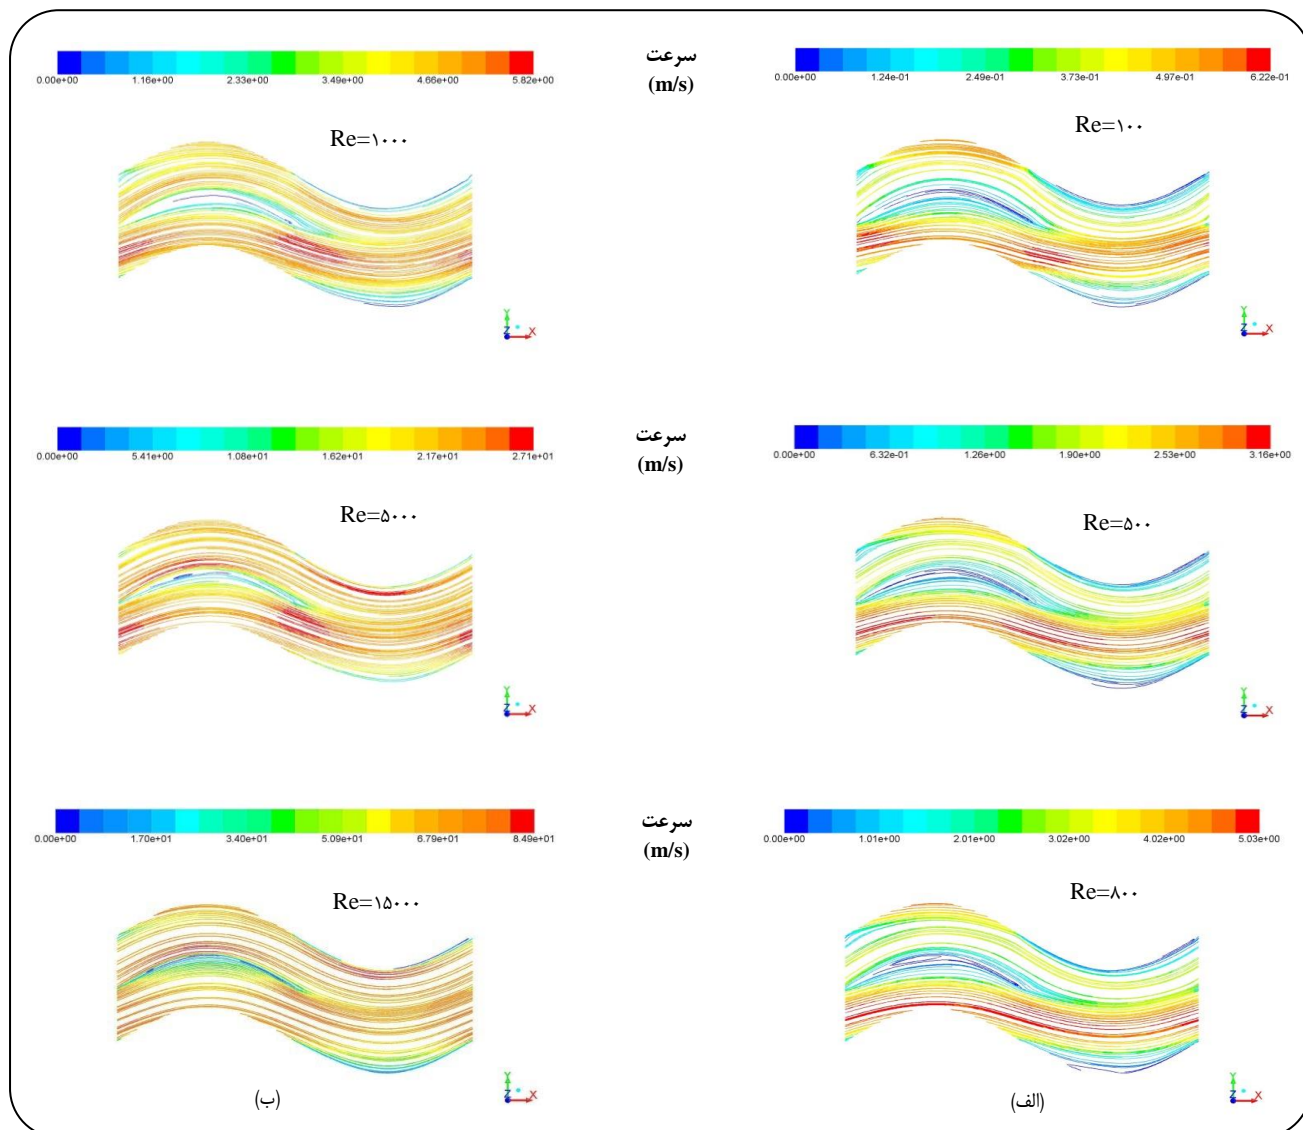 سرعت
(m/s)
0.00e+00 1.24e-01 2.49e-01 3.73e-01 4.97e-01 6.22e-01
Re=۱۰۰
Y
Z X
0.00e+00 1.16e+00 2.33e+00 3.49e+00 4.66e+00 5.82e+00
Re=۱۰۰۰
Y
Z X
سرعت
(m/s)
0.00e+00 6.32e-01 1.26e+00 1.90e+00 2.53e+00 3.16e+00
Re=۵۰۰
Y
Z X
0.00e+00 5.41e+00 1.08e+01 1.62e+01 2.17e+01 2.71e+01
Re=۵۰۰۰
Y
Z X
سرعت
(m/s)
0.00e+00 1.01e+00 2.01e+00 3.02e+00 4.02e+00 5.03e+00
Re=۸۰۰
Y
Z X
(الف)
0.00e+00 1.70e+01 3.40e+01 5.09e+01 6.79e+01 8.49e+01
Re=۱۵۰۰۰
Y
Z X
(ب)